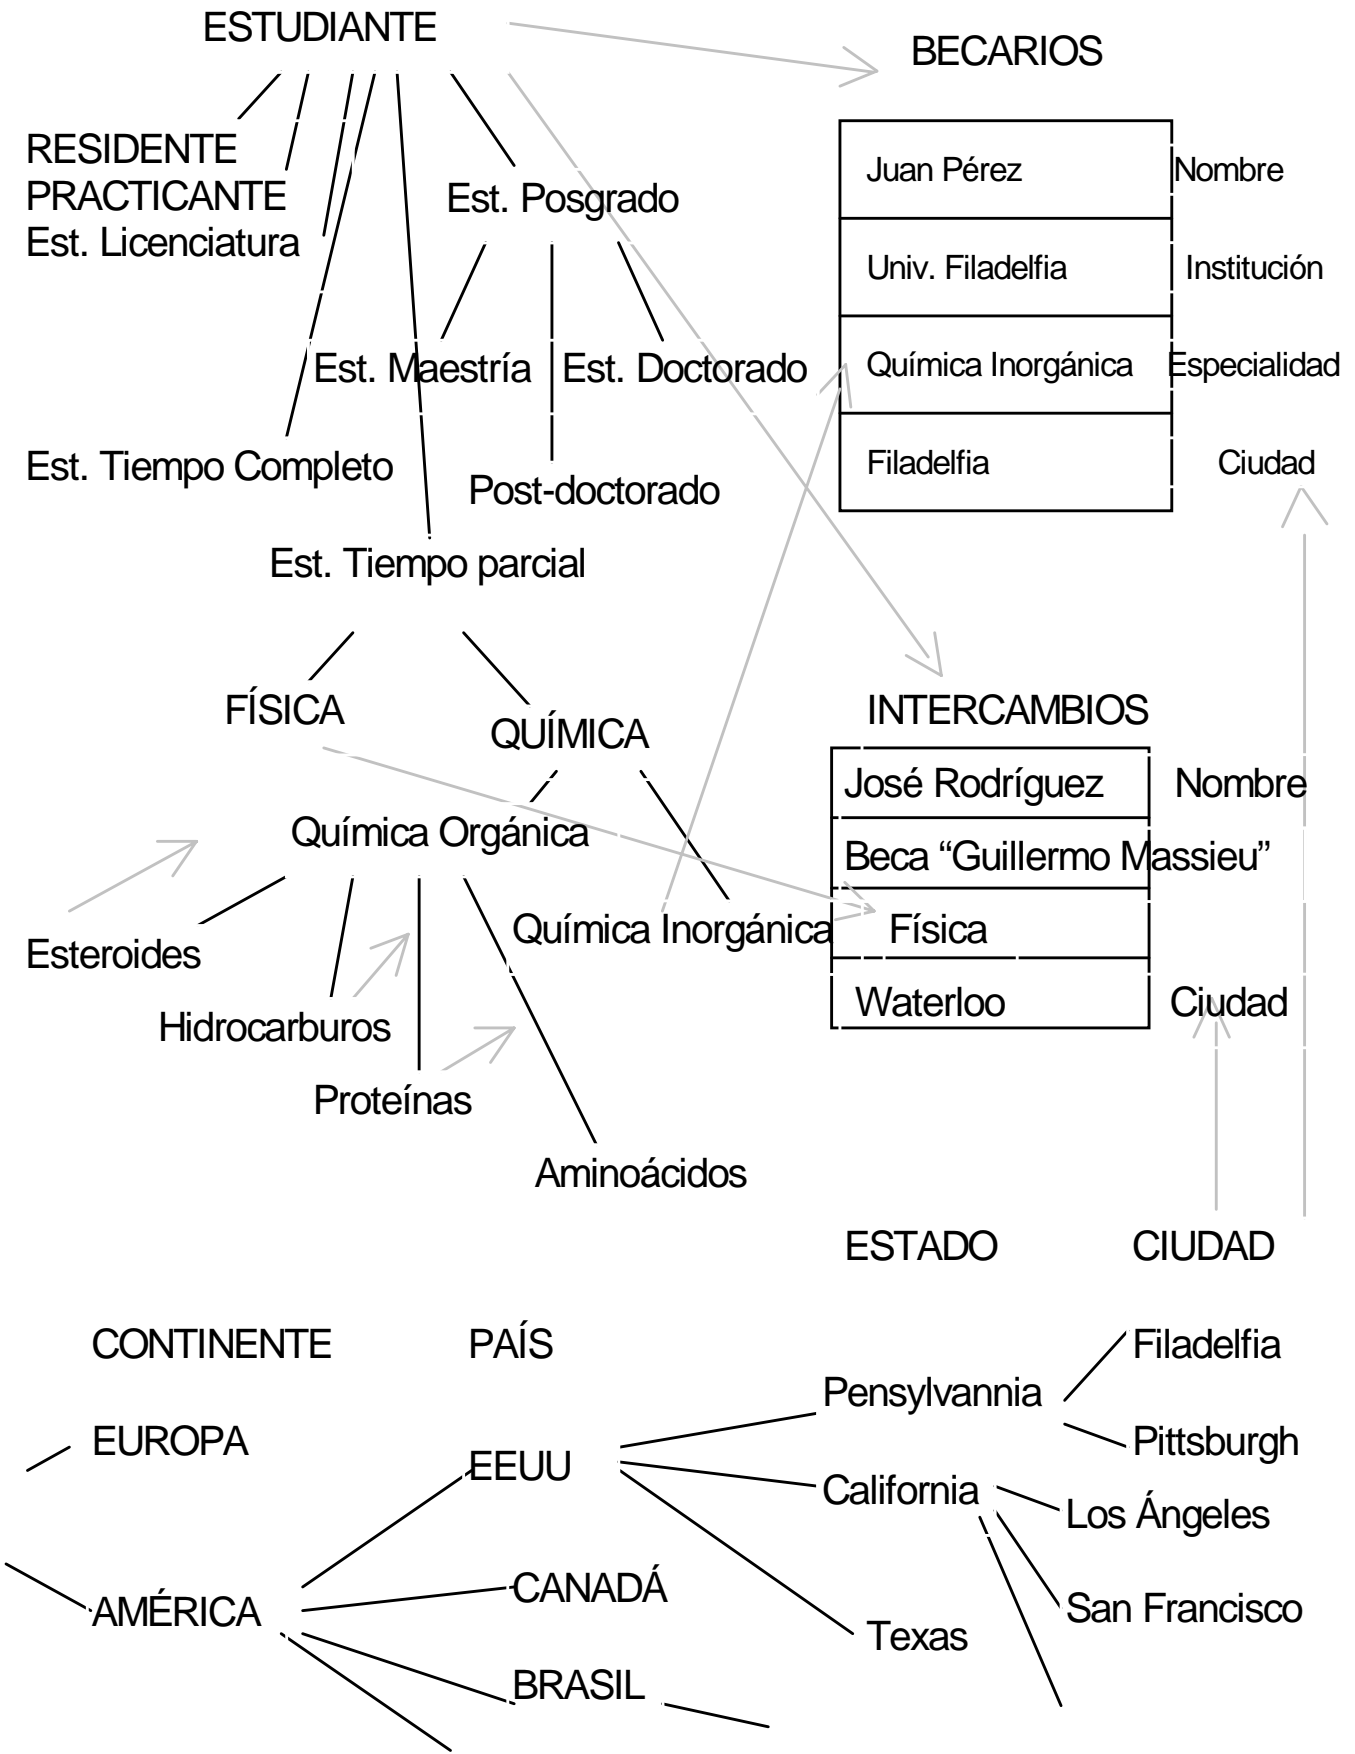 ESTUDIANTE
BECARIOS
RESIDENTE
PRACTICANTE
Est. Licenciatura
Est. Posgrado
Juan Pérez Nombre
Univ. Filadelfia Institución
Est. Maestría Est. Doctorado
Química Inorgánica Especialidad
Est. Tiempo Completo
Post-doctorado
Filadelfia Ciudad
Est. Tiempo parcial
FÍSICA
QUÍMICA
INTERCAMBIOS
José Rodríguez Nombre
Química Orgánica
Beca “Guillermo Massieu”
Esteroides
Química Inorgánica
Física
Hidrocarburos
Waterloo Ciudad
Proteínas
Aminoácidos
ESTADO CIUDAD
CONTINENTE PAÍS
Filadelfia
Pensylvannia
EUROPA
EEUU
Pittsburgh
California
Los Ángeles
AMÉRICA
CANADÁ
San Francisco
Texas
BRASIL